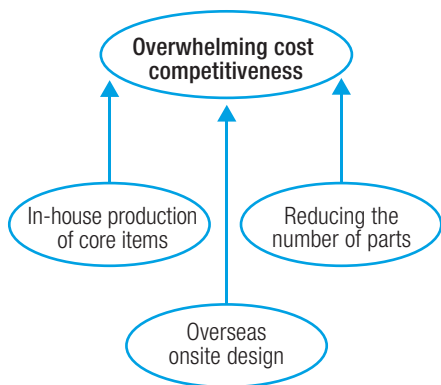 Overwhelming cost
competitiveness
In-house production
of core items
Reducing the
number of parts
Overseas
onsite design